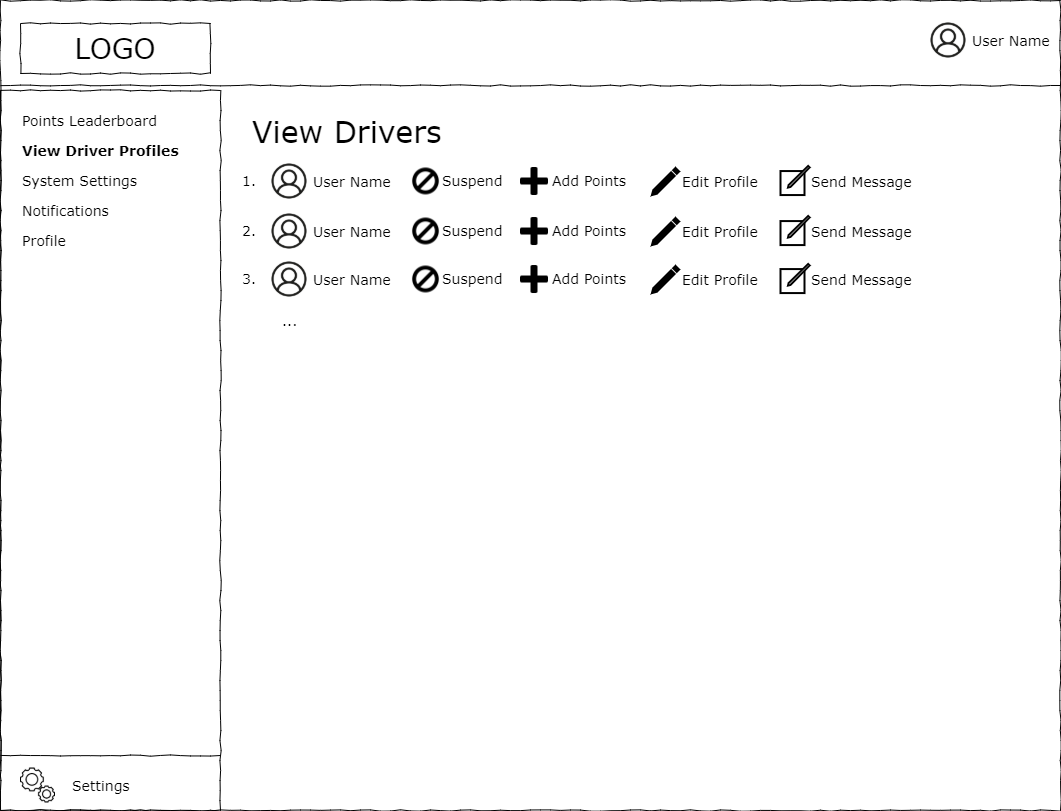 LOGO
User Name
Points Leaderboard
View Driver Profiles
System Settings
Notifications
Profile
View Drivers
1. User Name Suspend Add Points Edit Profile Send Message
2. User Name Suspend Add Points Edit Profile Send Message
3. User Name Suspend Add Points Edit Profile Send Message
...
Settings